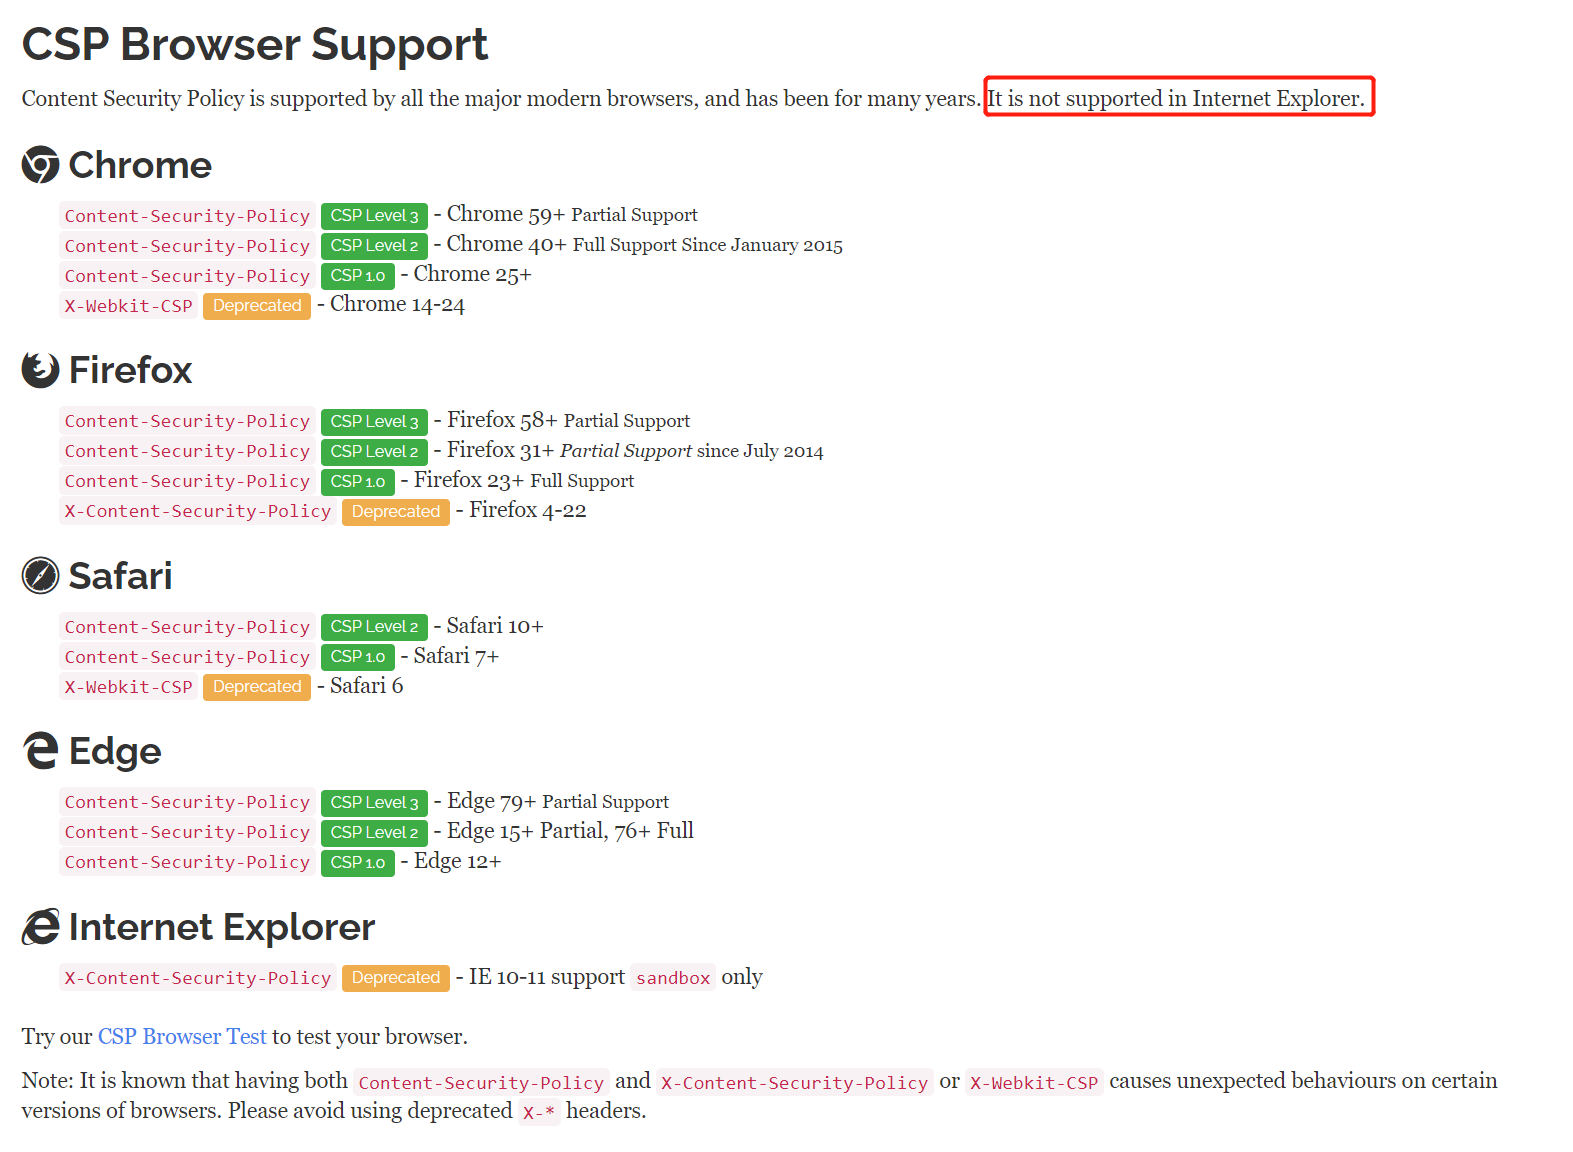 CSP Browser Support
Content Security Policy is supported by all the major modern browsers, and has been for many years. It is not supported in Internet Explorer.
Chrome
Content-Security-Policy CSP Level 3 - Chrome 59+ Partial Support
Content-Security-Policy CSP Level 2 - Chrome 40+ Full Support Since January 2015
Content-Security-Policy CSP 1.0 - Chrome 25+
X-Webkit-CSP Deprecated - Chrome 14-24
Firefox
Content-Security-Policy CSP Level 3 - Firefox 58+ Partial Support
Content-Security-Policy CSP Level 2 - Firefox 31+ Partial Support since July 2014
Content-Security-Policy CSP 1.0 - Firefox 23+ Full Support
X-Content-Security-Policy Deprecated - Firefox 4-22
Safari
Content-Security-Policy CSP Level 2 - Safari 10+
Content-Security-Policy CSP 1.0 - Safari 7+
X-Webkit-CSP Deprecated - Safari 6
Edge
Content-Security-Policy CSP Level 3 - Edge 79+ Partial Support
Content-Security-Policy CSP Level 2 - Edge 15+ Partial, 76+ Full
Content-Security-Policy CSP 1.0 - Edge 12+
Internet Explorer
X-Content-Security-Policy Deprecated - IE 10-11 support sandbox only
Try our CSP Browser Test to test your browser.
Note: It is known that having both Content-Security-Policy and X-Content-Security-Policy or X-Webkit-CSP causes unexpected behaviours on certain
versions of browsers. Please avoid using deprecated X-* headers.